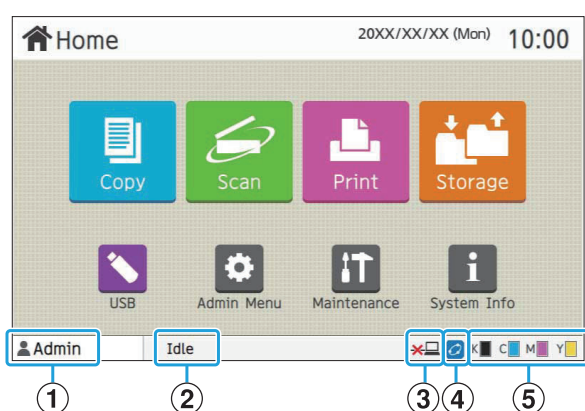 Home 20XX/XX/XX (Mon) 10:00
Copy Scan Print Storage
USB Admin Menu Maintenance System Info
Admin Idle K C M Y
1 2 3 4 5